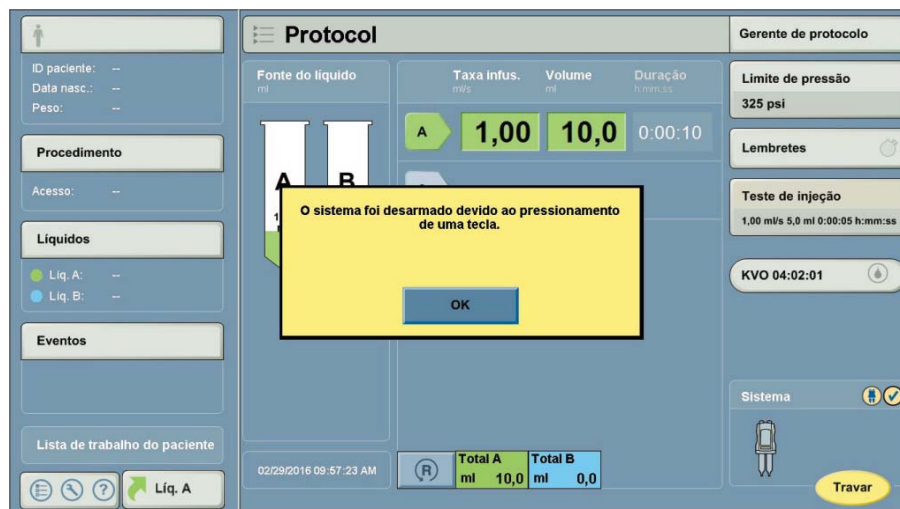 Protocol
Gerente de protocolo
ID paciente: --
Data nasc.: --
Peso: --
Procedimento
Acesso: --
Líquidos
Líq. A: --
Líq. B: --
Eventos
Lista de trabalho do paciente
?
Líq. A
Fonte do líquido
ml
A
B
02/29/2016 09:57:23 AM
Taxa infus. Volume Duração
ml/s ml h:mm:ss
A 1,00 10,0 0:00:10
O sistema foi desarmado devido ao pressionamento
de uma tecla.
OK
R
Total A Total B
ml 10,0 ml 0,0
Limite de pressão
325 psi
Lembretes
Teste de injeção
1,00 ml/s 5,0 ml 0:00:05 h:mm:ss
KVO 04:02:01
Sistema
Travar